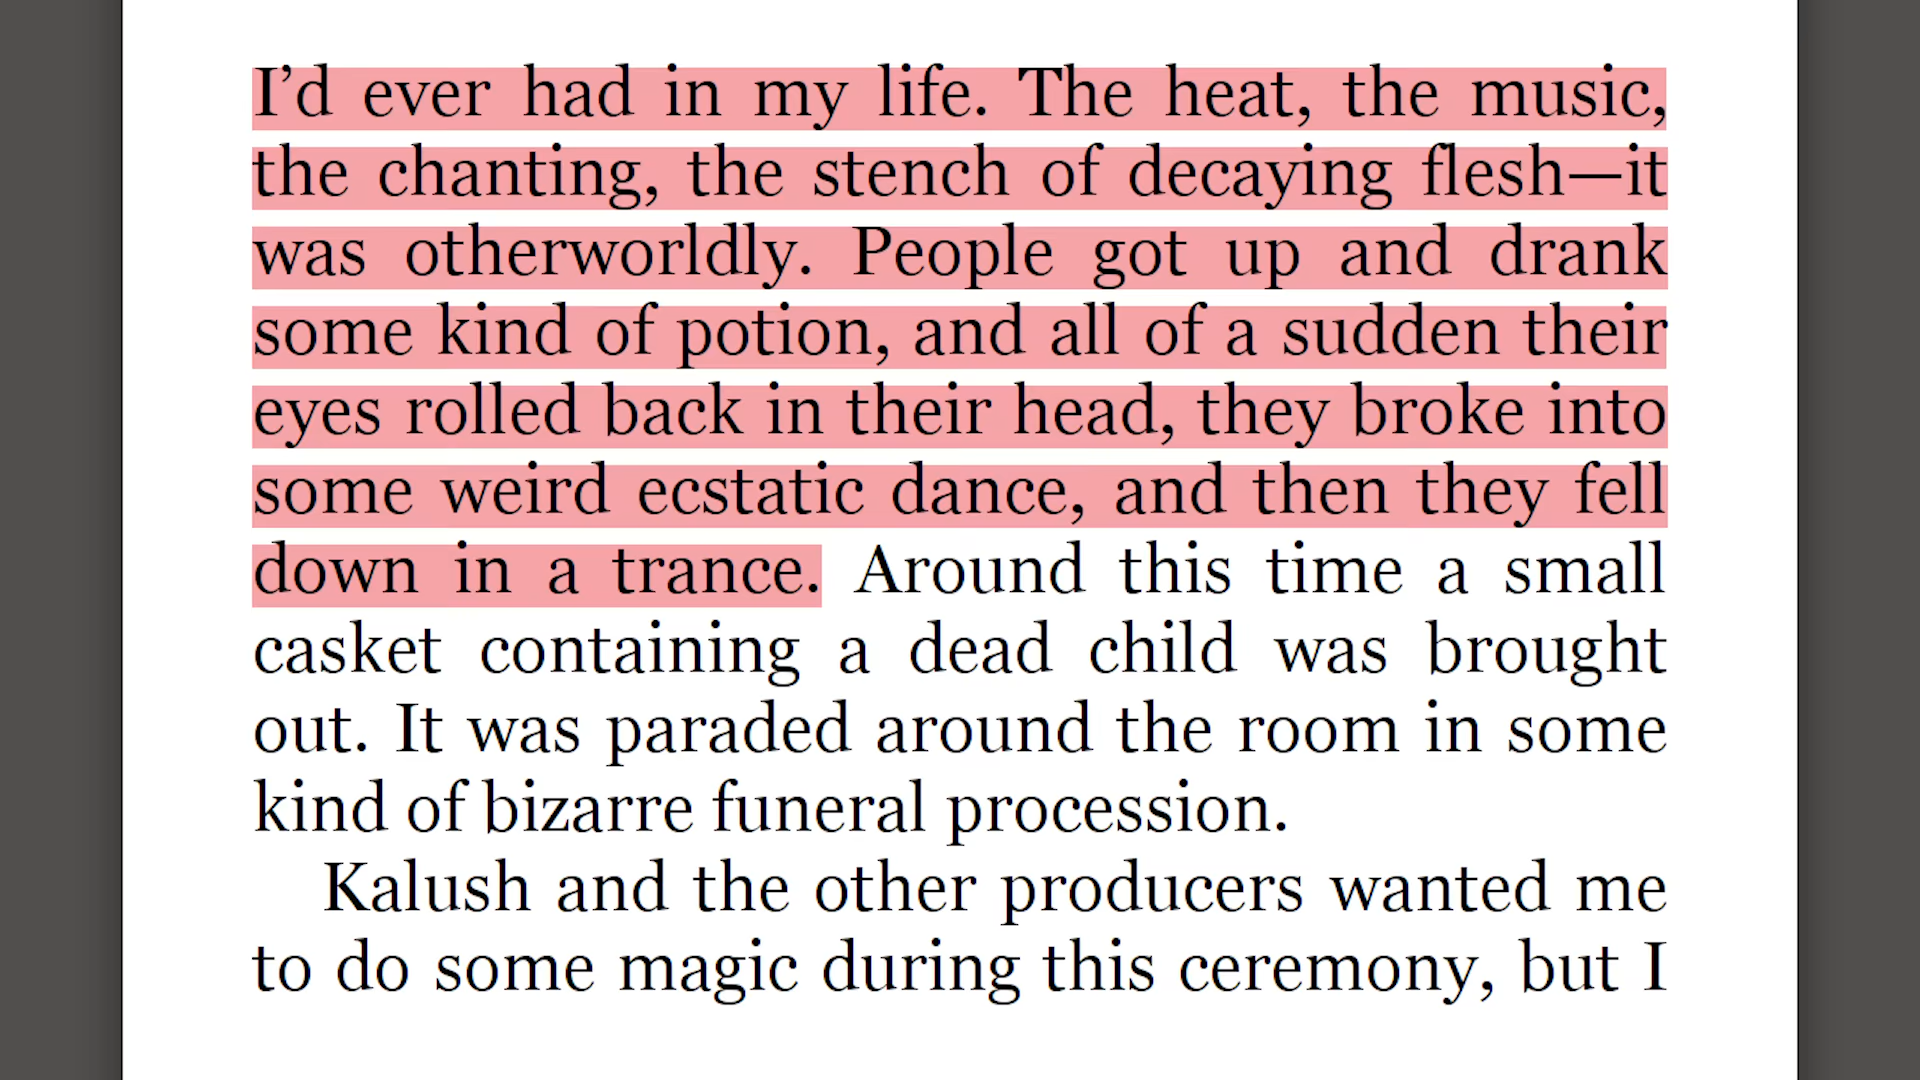 I’d ever had in my life. The heat, the music,
the chanting, the stench of decaying flesh—it
was otherworldly. People got up and drank
some kind of potion, and all of a sudden their
eyes rolled back in their head, they broke into
some weird ecstatic dance, and then they fell
down in a trance. Around this time a small
casket containing a dead child was brought
out. It was paraded around the room in some
kind of bizarre funeral procession.
Kalush and the other producers wanted me
to do some magic during this ceremony, but I